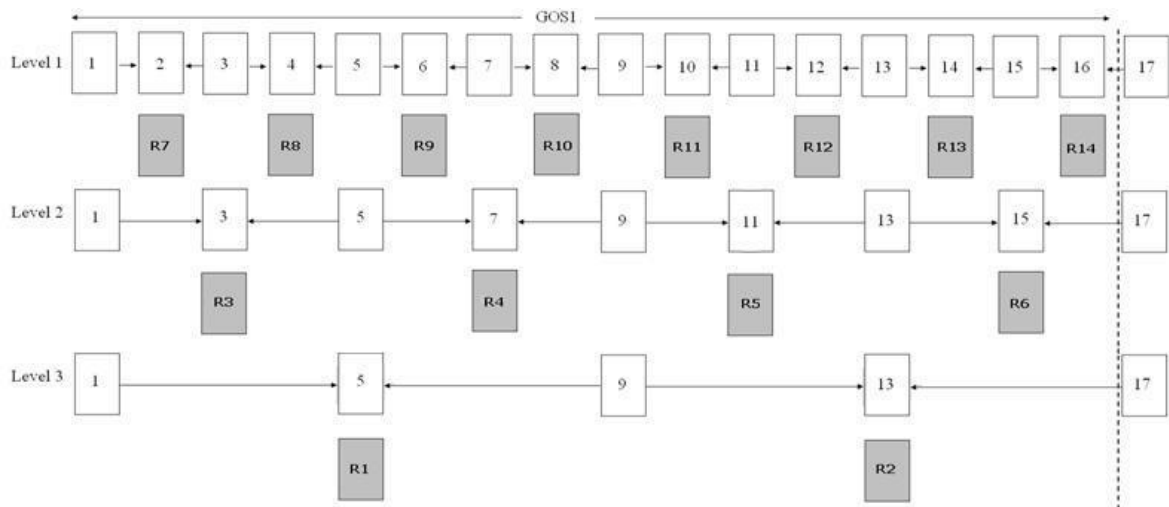 GOS1
Level 1 1 2 3 4 5 6 7 8 9 10 11 12 13 14 15 16 17
R7 R8 R9 R10 R11 R12 R13 R14
Level 2 1 3 5 7 9 11 13 15 17
R3 R4 R5 R6
Level 3 1 5 9 13 17
R1 R2